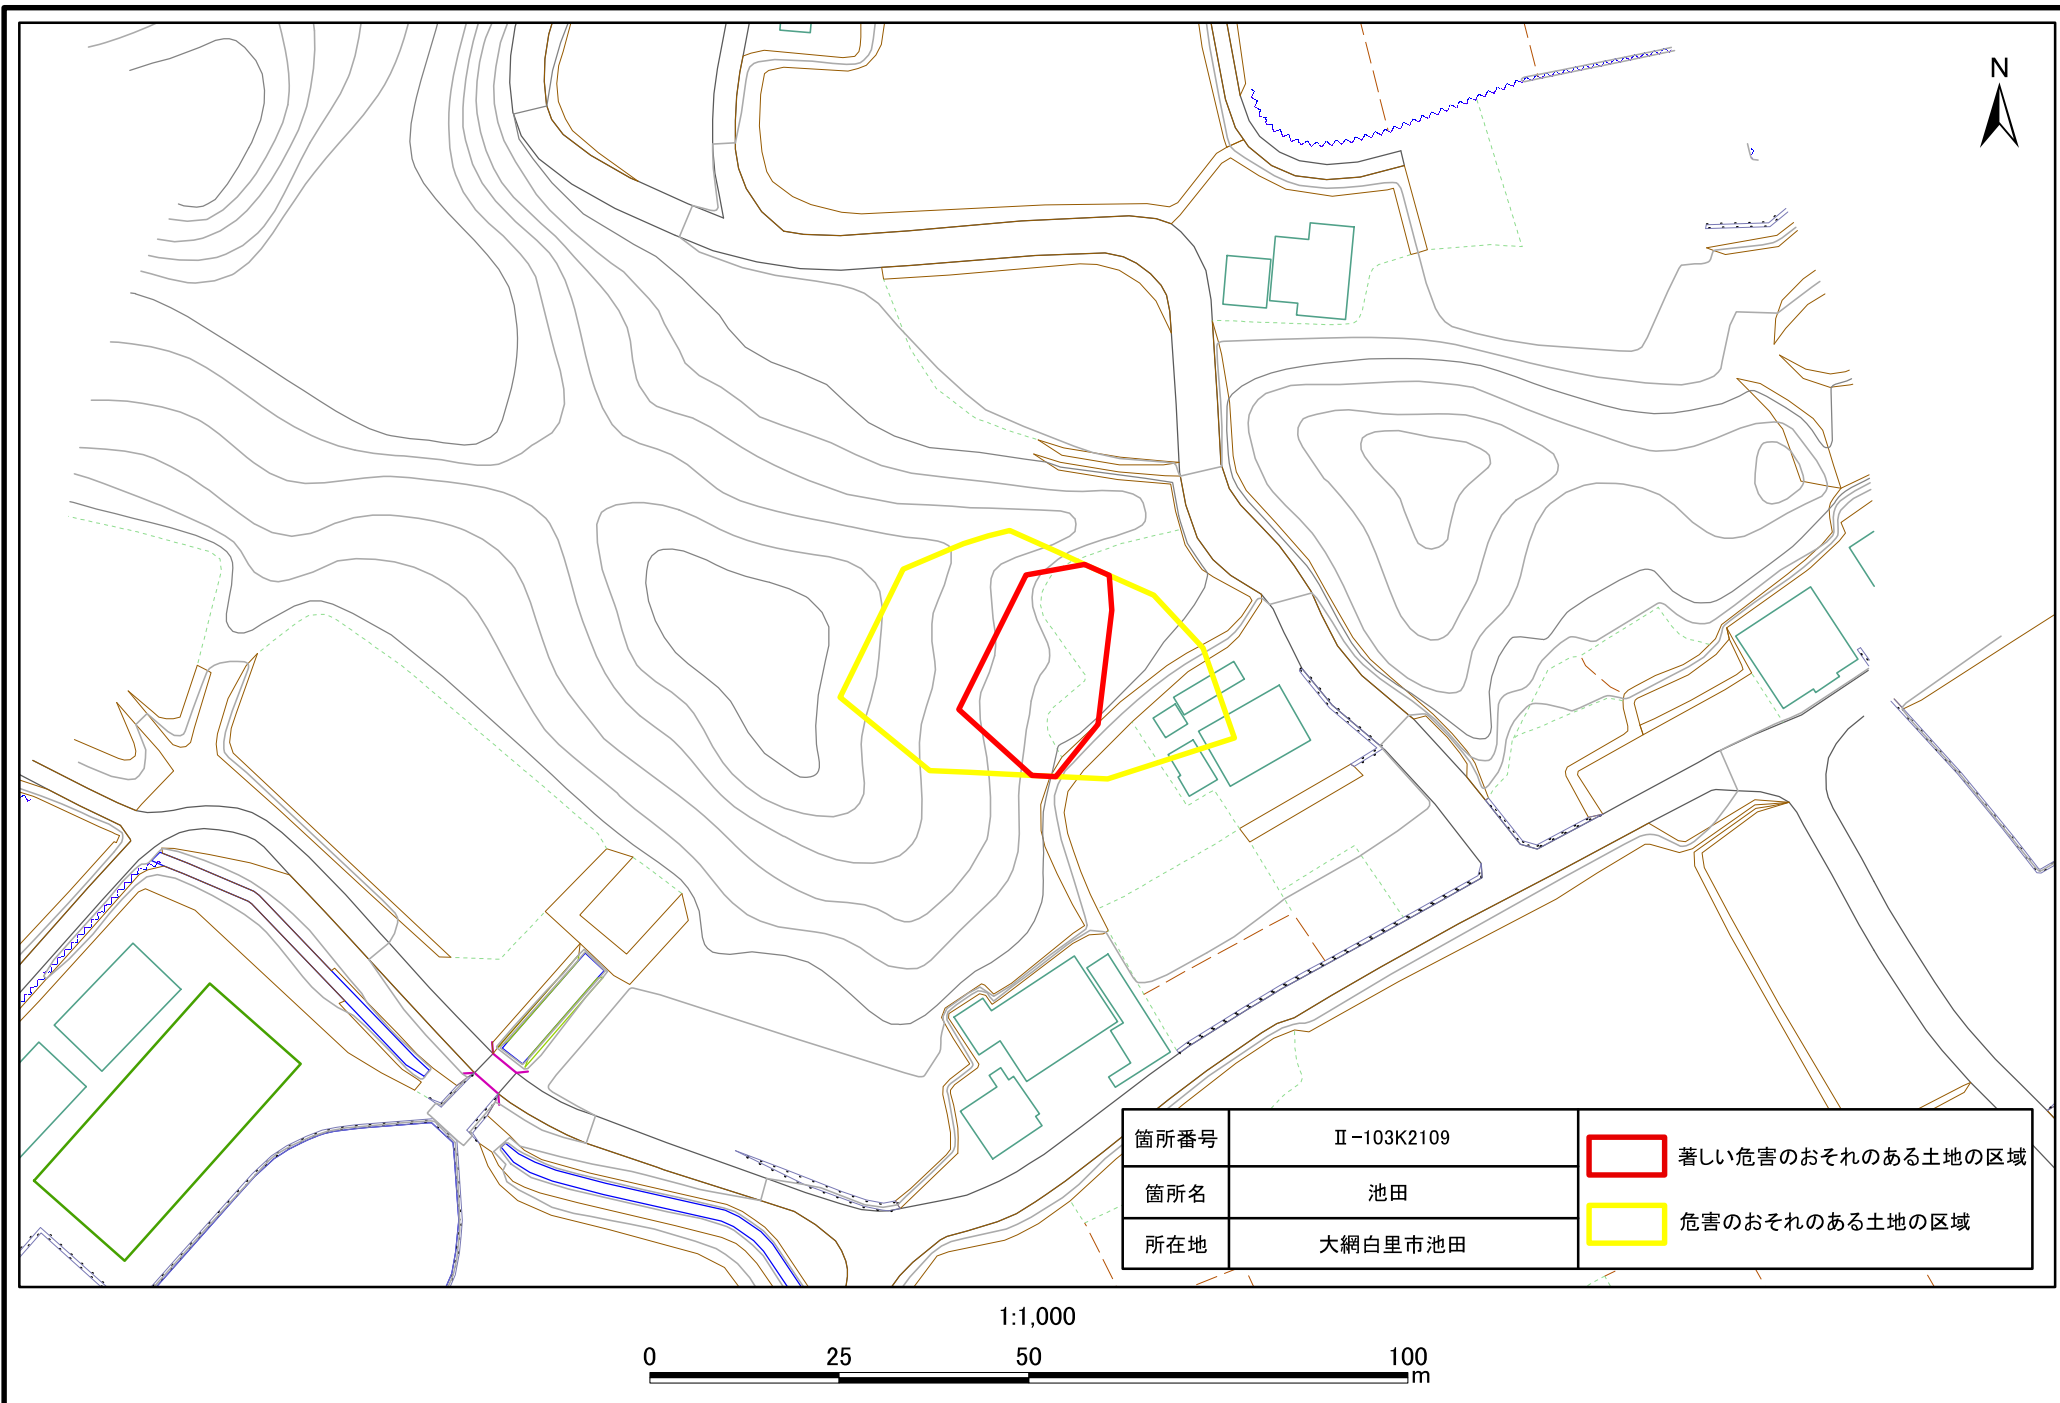 N
箇所番号
Ⅱ-103K2109
箇所名
池田
所在地
大網白里市池田
著しい危害のおそれのある土地の区域
危害のおそれのある土地の区域
1:1,000
0 25 50 100
m